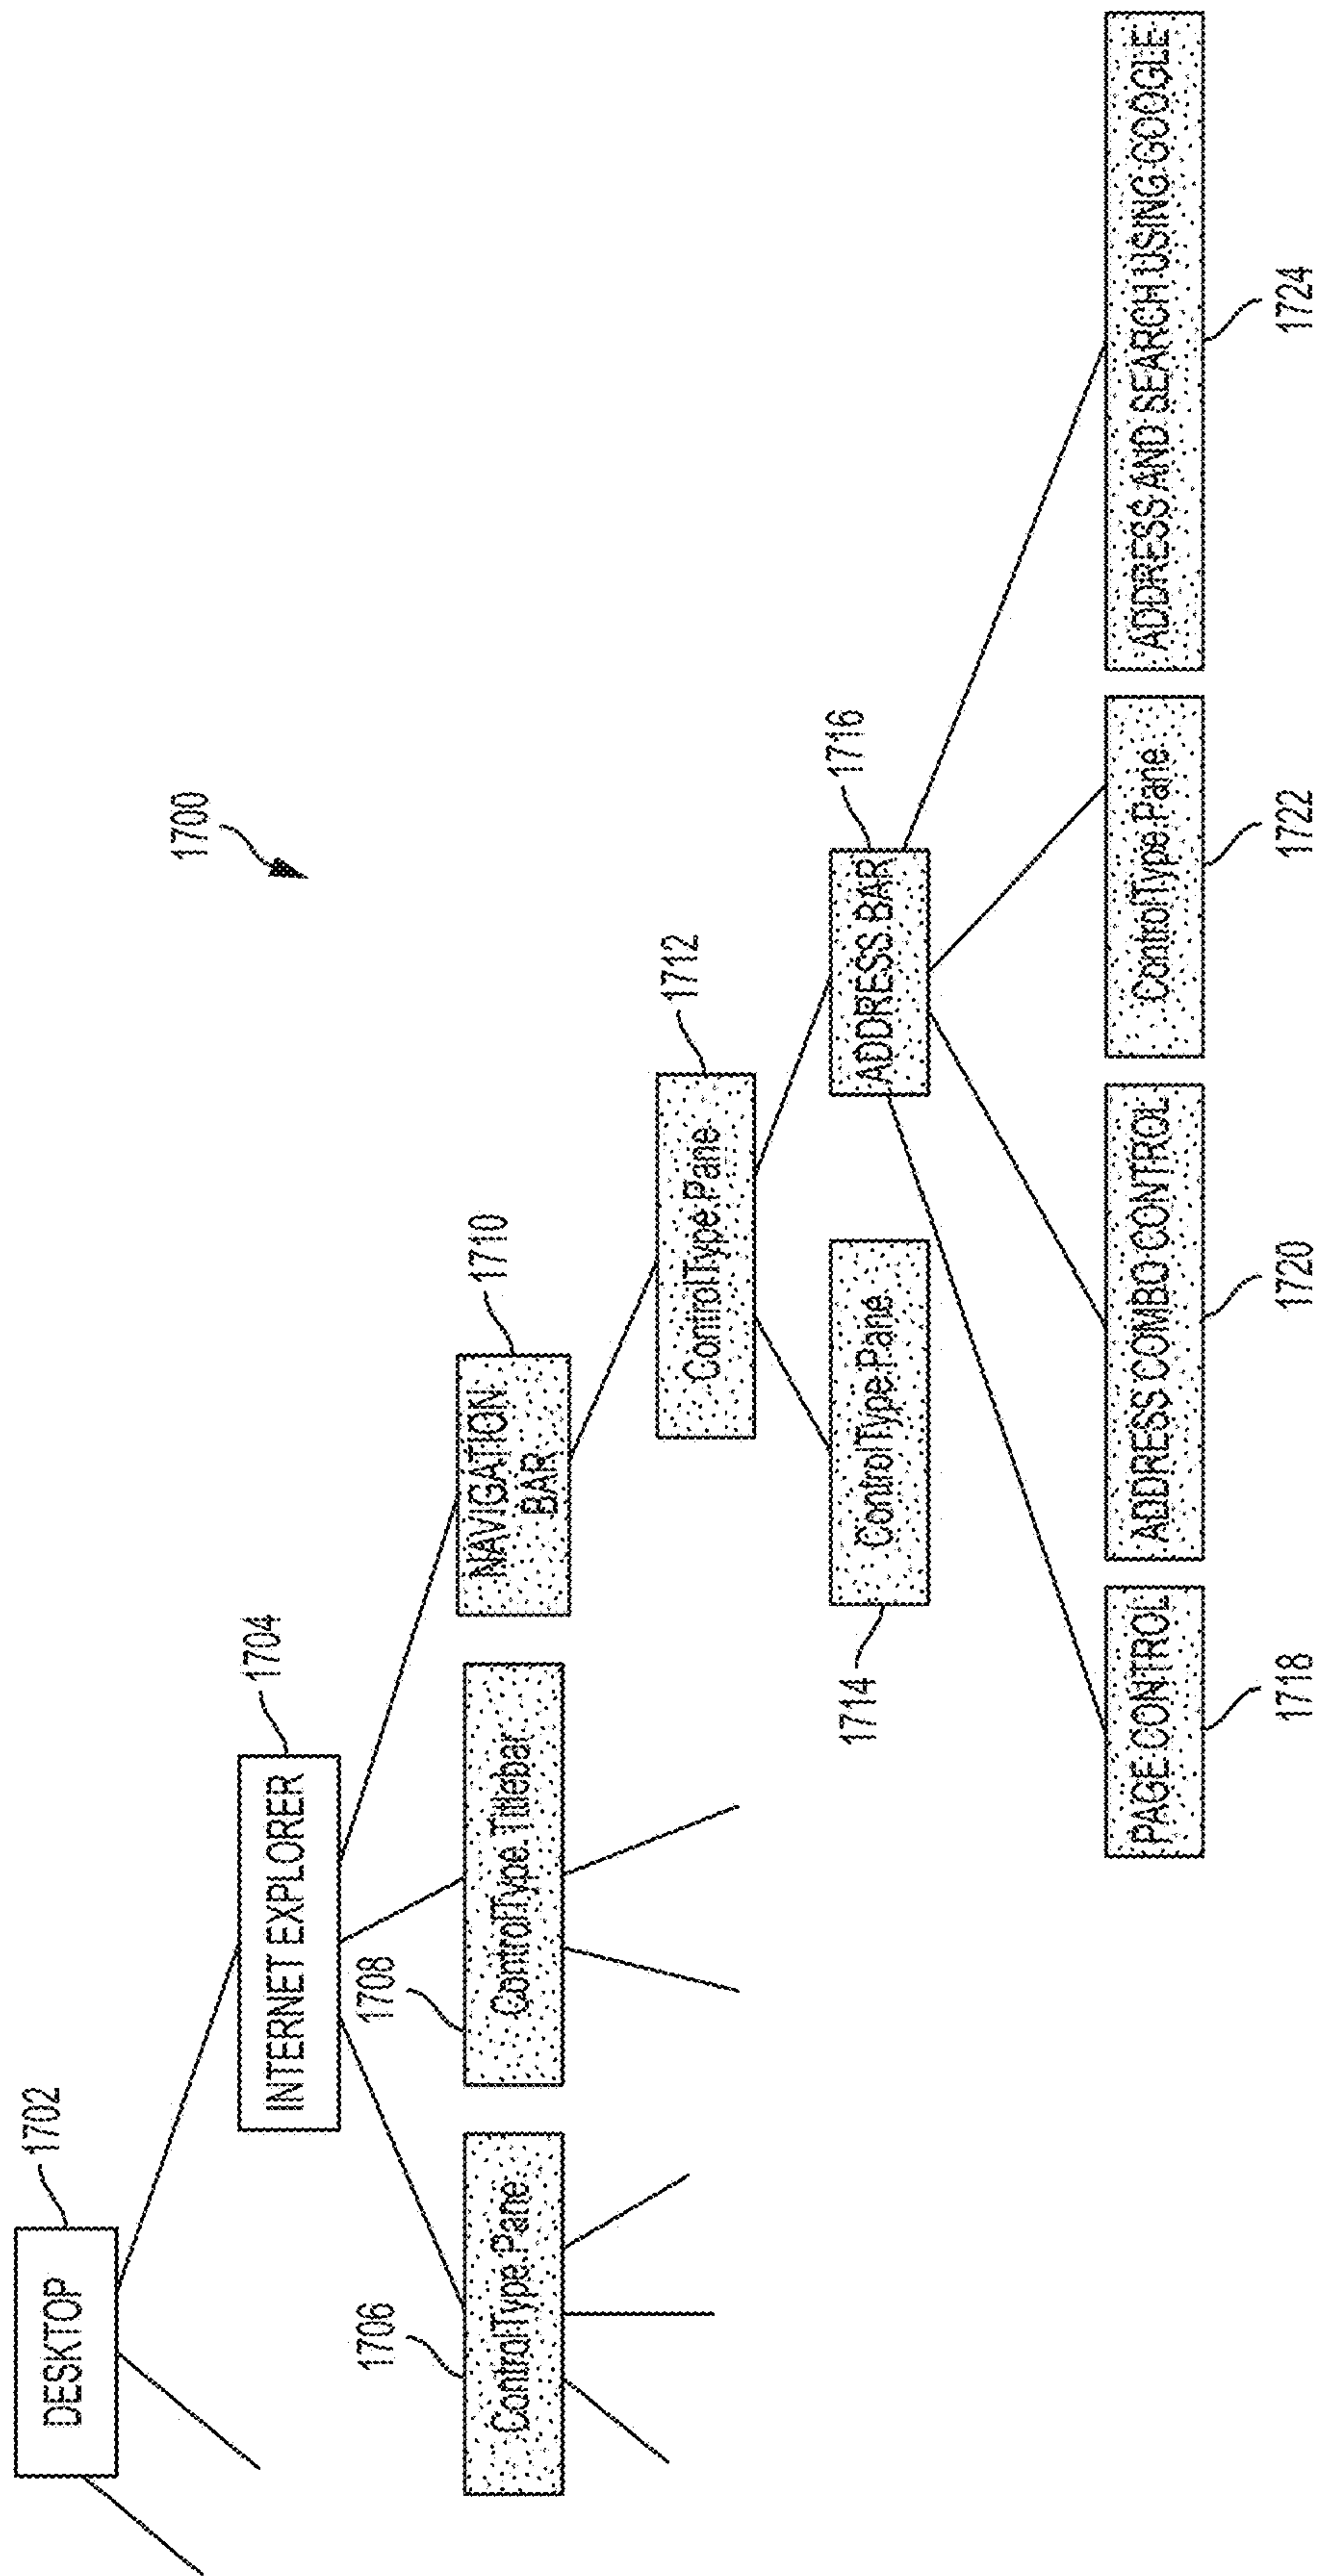 1700
DESKTOP
1702
INTERNET EXPLORER
1704
1706
ControlType.Pane
1708
ControlType.Titlebar
NAVIGATION
BAR
1710
ControlType.Pane
1712
1714
ControlType.Pane
ADDRESS BAR
1716
PAGE CONTROL
1718
ADDRESS COMBO CONTROL
1720
ControlType.Pane
1722
ADDRESS AND SEARCH USING GOOGLE
1724